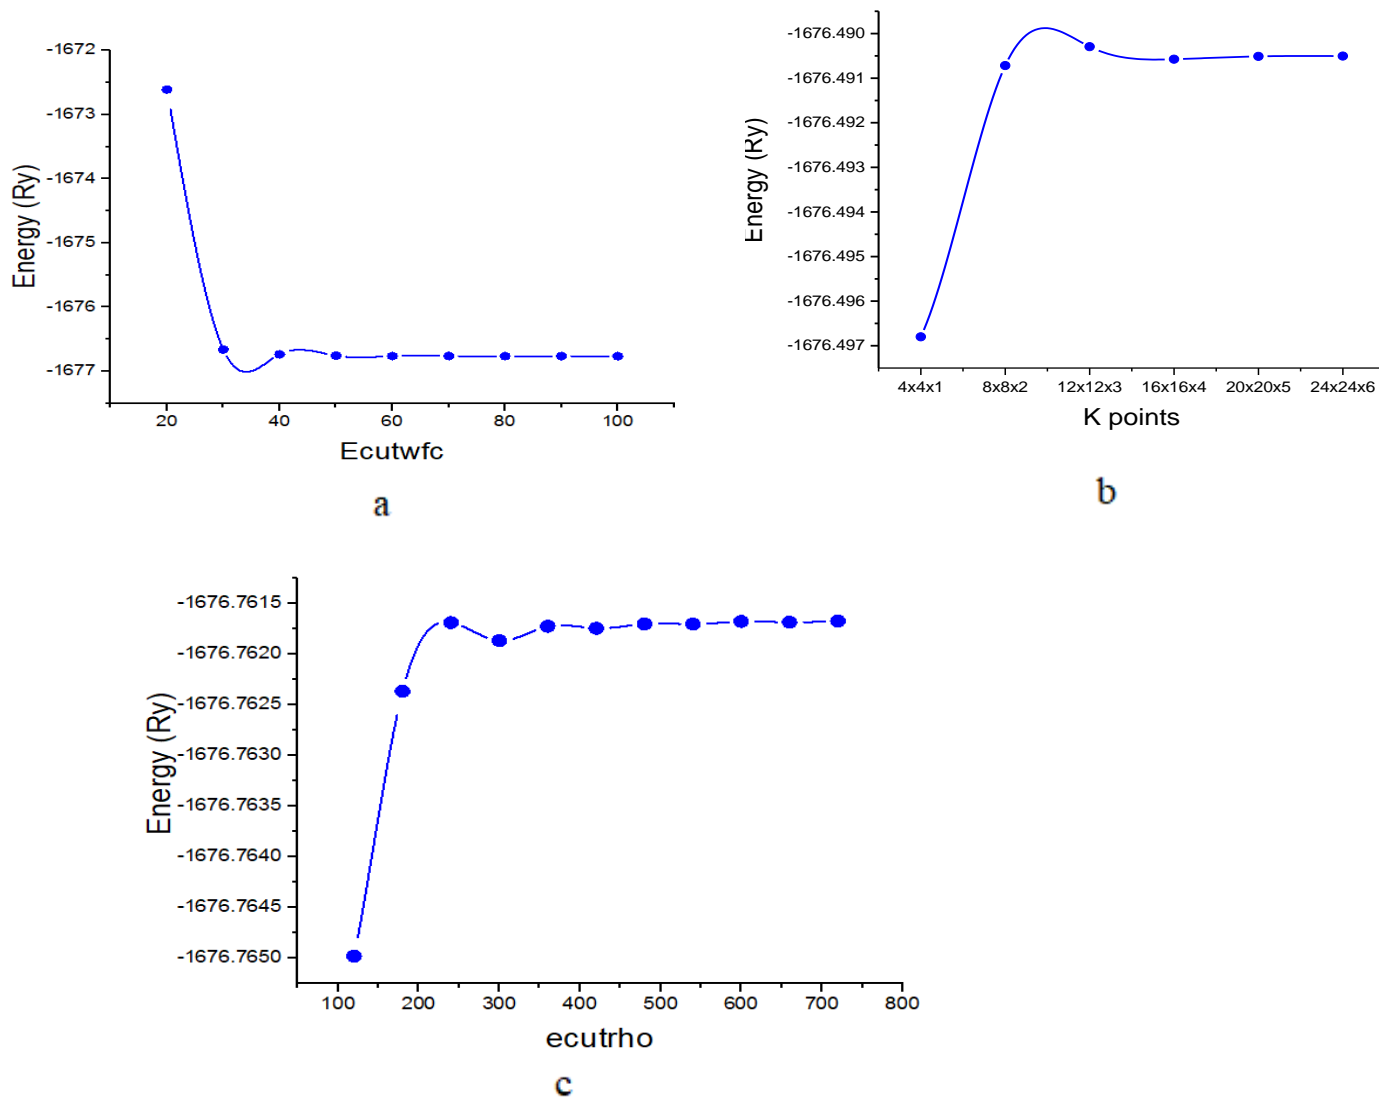 -1672
-1673
-1674
-1675
-1676
-1677
Energy (Ry)
20
40
60
80
100
Ecutwfc
a
-1676.490
-1676.491
-1676.492
-1676.493
-1676.494
-1676.495
-1676.496
-1676.497
Energy (Ry)
4x4x1
8x8x2
12x12x3
16x16x4
20x20x5
24x24x6
K points
b
-1676.7615
-1676.7620
-1676.7625
-1676.7630
-1676.7635
-1676.7640
-1676.7645
-1676.7650
Energy (Ry)
100
200
300
400
500
600
700
800
ecutrho
c